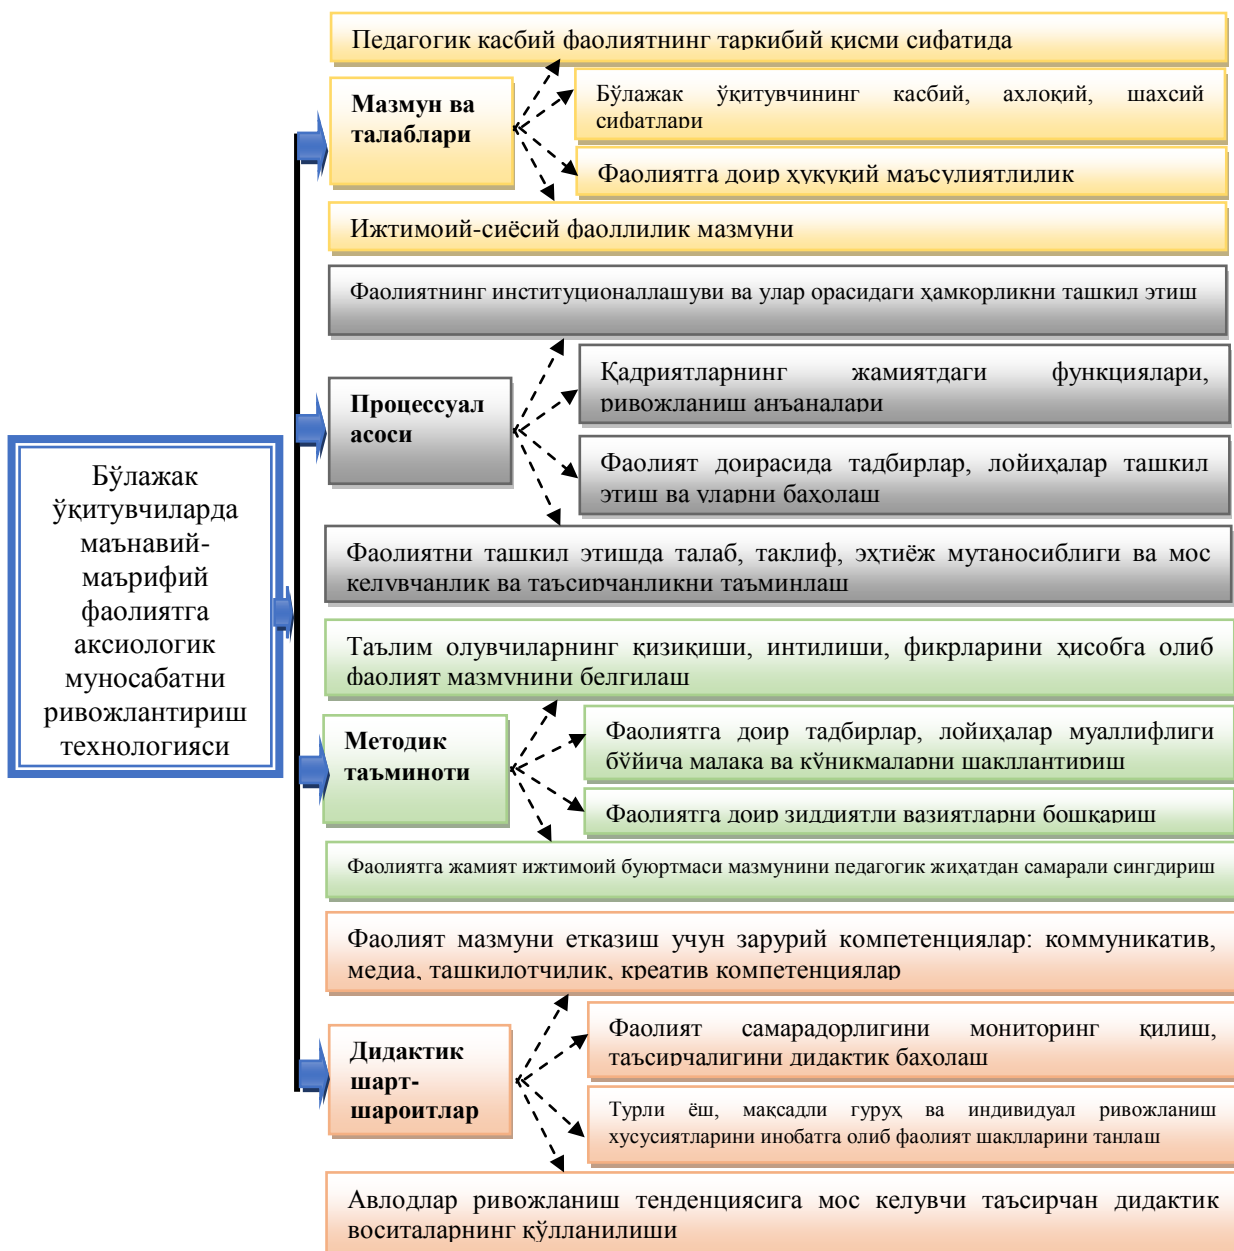 Педагогик касбий фаолиятнинг таркибий қисми сифатида
Мазмун ва
талаблари
Бўлажак ўқитувчининг касбий, ахлоқий, шахсий
сифатлари
Фаолиятга доир ҳуқуқий маъсулиятлилик
Ижтимоий-сиёсий фаоллилик мазмуни
Фаолиятнинг институционаллашуви ва улар орасидаги ҳамкорликни ташкил этиш
Процессуал
асоси
Қадриятларнинг жамиятдаги функциялари,
ривожланиш анъаналари
Фаолият доирасида тадбирлар, лойиҳалар ташкил
этиш ва уларни баҳолаш
Фаолиятни ташкил этишда талаб, таклиф, эҳтиёж мутаносиблиги ва мос
келувчанлик ва таъсирчанликни таъминлаш
Бўлажак
ўқитувчиларда
маънавий-
маърифий
фаолиятга
аксиологик
муносабатни
ривожлантириш
технологияси
Таълим олувчиларнинг қизиқиши, интилиши, фикрларини ҳисобга олиб
фаолият мазмунини белгилаш
Методик
таъминоти
Фаолиятга доир тадбирлар, лойиҳалар муаллифлиги
бўйича малака ва кўникмаларни шакллантириш
Фаолиятга доир зиддиятли вазиятларни бошқариш
Фаолиятга жамият ижтимоий буюртмаси мазмунини педагогик жиҳатдан самарали сингдириш
Фаолият мазмуни етказиш учун зарурий компетенциялар: коммуникатив,
медиа, ташкилотчилик, креатив компетенциялар
Дидактик
шарт-
шароитлар
Фаолият самарадорлигини мониторинг қилиш,
таъсирчалигини дидактик баҳолаш
Турли ёш, мақсадли гуруҳ ва индивидуал ривожланиш
хусусиятларини инобатга олиб фаолият шаклларини танлаш
Авлодлар ривожланиш тенденциясига мос келувчи таъсирчан дидактик
воситаларнинг қўлланилиши